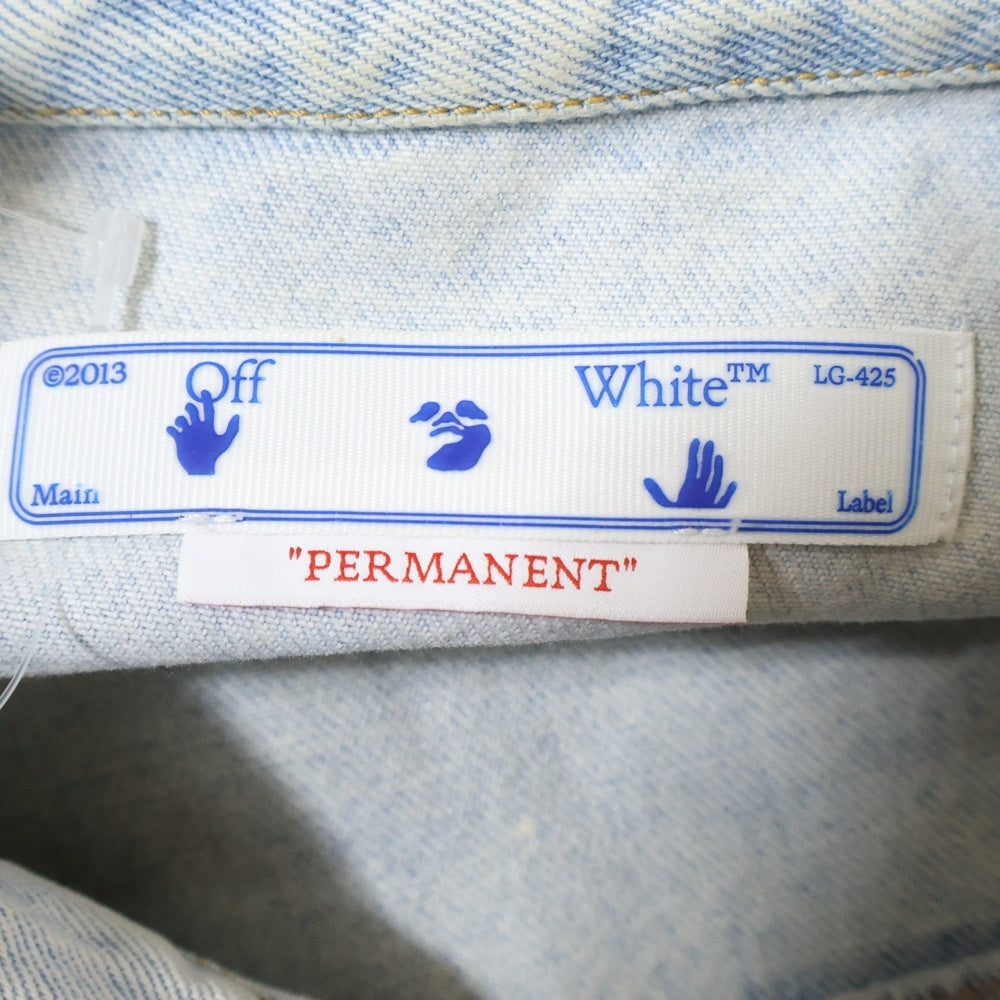 ©2013 Off White™ LG-425
Main Label
"PERMANENT"